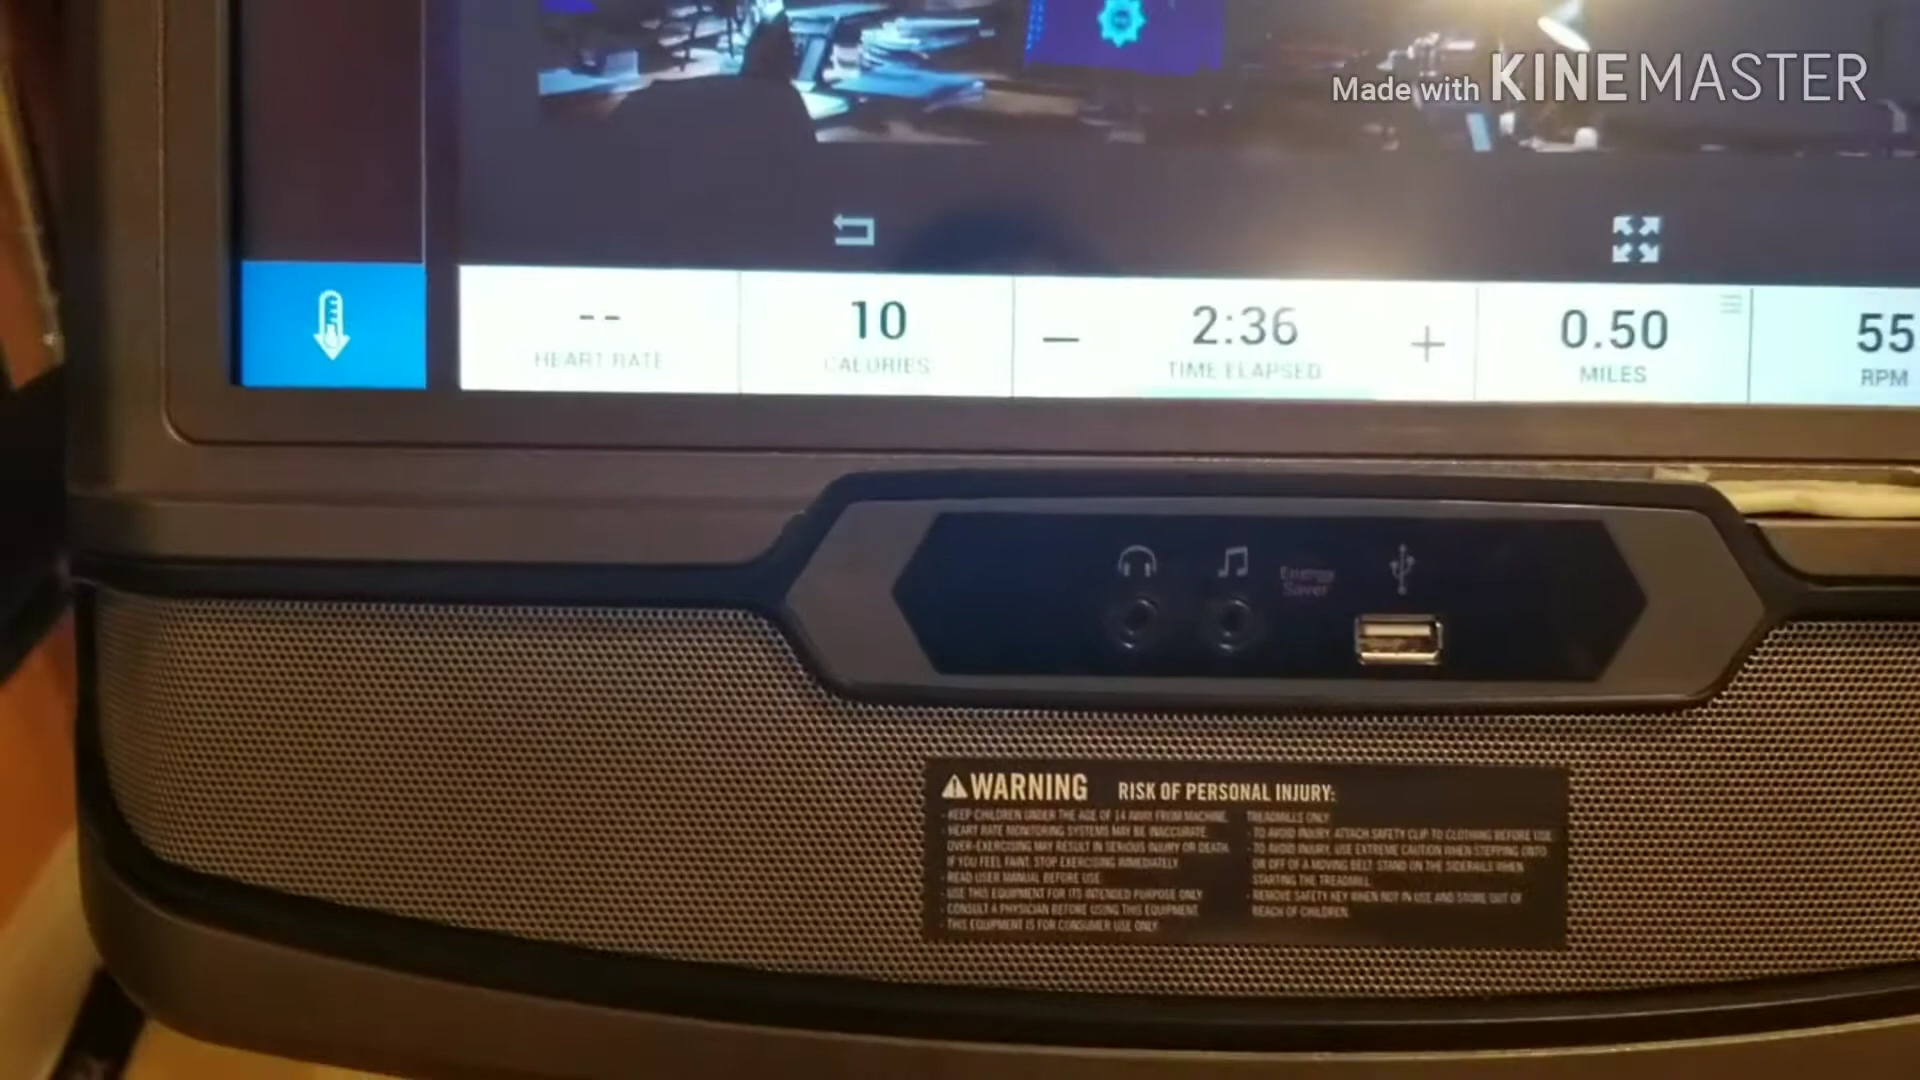 Made with KINEMASTER
-- 10 2:36 0.50 55
HEART RATE CALORIES TIME ELAPSED MILES RPM
− +
Energy
Saver
WARNING RISK OF PERSONAL INJURY:
- KEEP CHILDREN UNDER THE AGE OF 14 AWAY FROM MACHINE.
- HEART RATE MONITORING SYSTEMS MAY BE INACCURATE.
OVER-EXERCISING MAY RESULT IN SERIOUS INJURY OR DEATH.
IF YOU FEEL FAINT, STOP EXERCISING IMMEDIATELY.
- READ USER MANUAL BEFORE USE.
- USE THIS EQUIPMENT FOR ITS INTENDED PURPOSE ONLY.
- CONSULT A PHYSICIAN BEFORE USING THIS EQUIPMENT.
- THIS EQUIPMENT IS FOR CONSUMER USE ONLY.
TREADMILLS ONLY:
- TO AVOID INJURY, ATTACH SAFETY CLIP TO CLOTHING BEFORE USE.
- TO AVOID INJURY, USE EXTREME CAUTION WHEN STEPPING ONTO
OR OFF OF A MOVING BELT. STAND ON THE SIDERAILS WHEN
STARTING THE TREADMILL.
- REMOVE SAFETY KEY WHEN NOT IN USE AND STORE OUT OF
REACH OF CHILDREN.